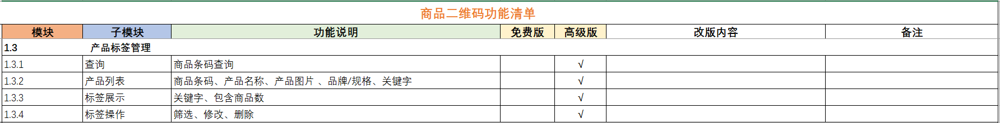 商品二维码功能清单
模块 子模块 功能说明 免费版 高级版 改版内容 备注
1.3 产品标签管理
1.3.1 查询 商品条码查询 √
1.3.2 产品列表 商品条码、产品名称、产品图片 、品牌/规格、关键字 √
1.3.3 标签展示 关键字、包含商品数 √
1.3.4 标签操作 筛选、修改、删除 √